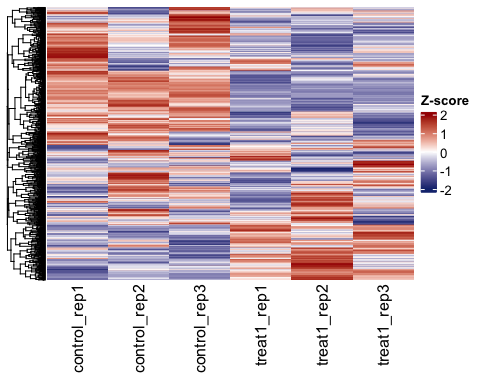 Z-score
2
1
0
-1
-2
control_rep1
control_rep2
control_rep3
treat1_rep1
treat1_rep2
treat1_rep3